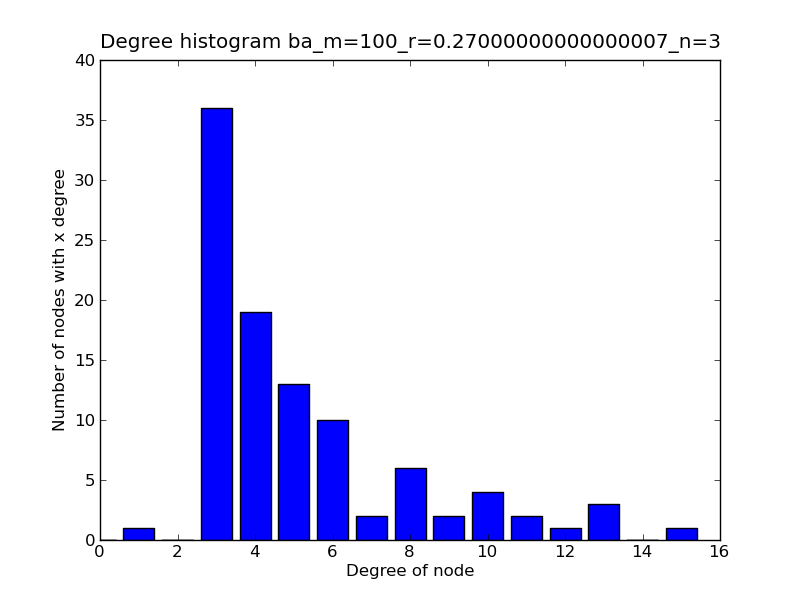 Degree histogram ba_m=100_r=0.27000000000000007_n=3
40
35
30
25
20
15
10
5
0
Number of nodes with x degree
0 2 4 6 8 10 12 14 16
Degree of node